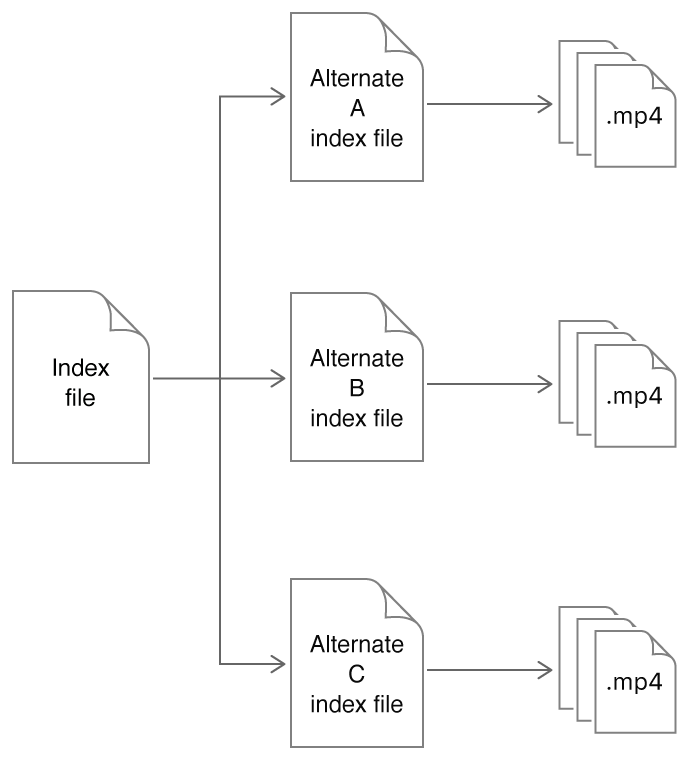 Alternate
A
index file
.mp4
Index
file
Alternate
B
index file
.mp4
Alternate
C
index file
.mp4